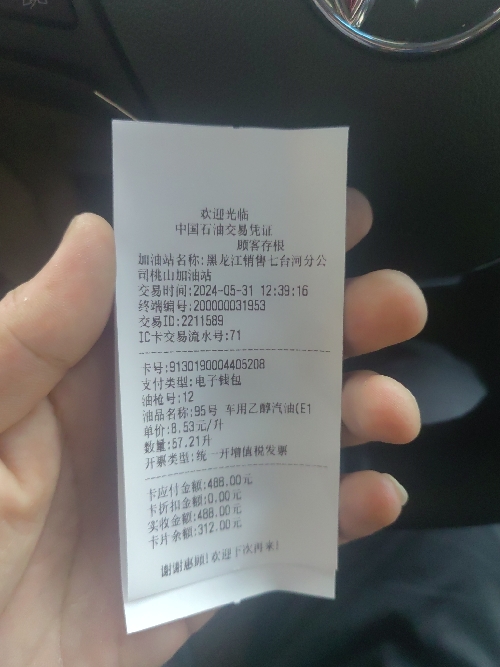 欢迎光临
中国石油交易凭证
顾客存根
加油站名称:黑龙江销售七台河分公
司桃山加油站
交易时间:2024-05-31 12:39:16
终端编号:200000031953
交易ID:2211589
IC卡交易流水号:71
卡号:9130190004405208
支付类型:电子钱包
油枪号:12
油品名称:95号 车用乙醇汽油(E1
单价:8.53元/升
数量:57.21升
开票类型:统一开增值税发票
卡应付金额:488.00元
卡折扣金额:0.00元
实收金额:488.00元
卡片余额:312.00元
谢谢惠顾!欢迎下次再来!